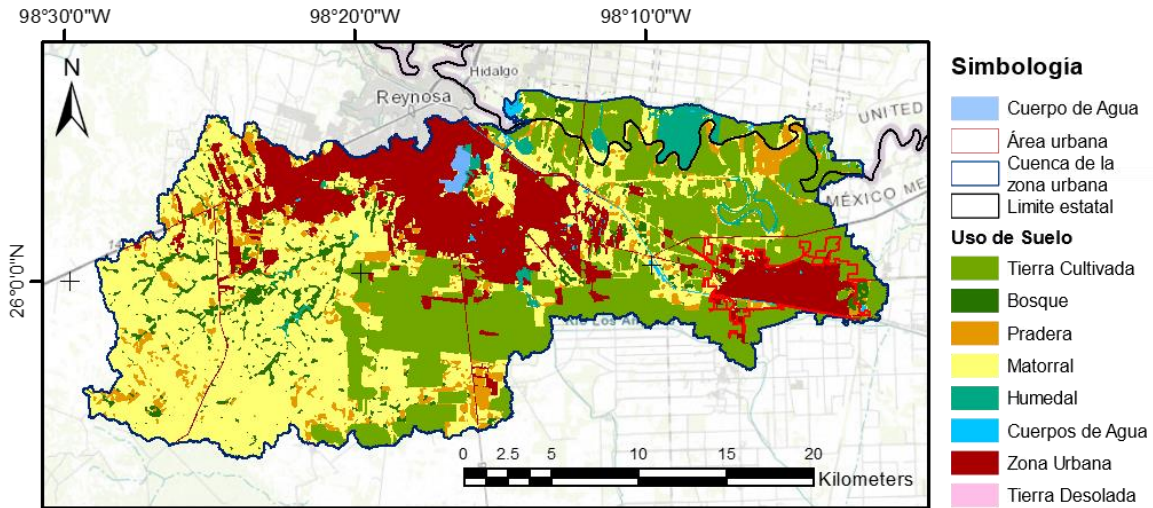 98°30'0"W 98°20'0"W 98°10'0"W
26°0'0"N
N
Hidalgo
Reynosa
UNITED
MÉXICO ME
0 2.5 5 10 15 20
Kilometers
Simbología
Cuerpo de Agua
Área urbana
Cuenca de la
zona urbana
Limite estatal
Uso de Suelo
Tierra Cultivada
Bosque
Pradera
Matorral
Humedal
Cuerpos de Agua
Zona Urbana
Tierra Desolada